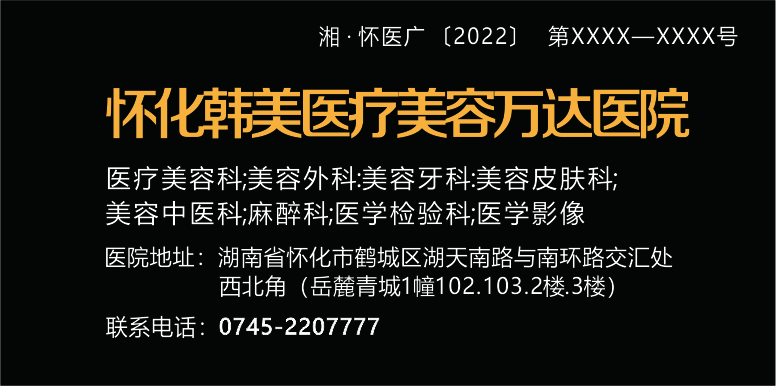 湘·怀医广〔2022〕 第XXXX—XXXX号
怀化韩美医疗美容万达医院
医疗美容科;美容外科:美容牙科:美容皮肤科;
美容中医科;麻醉科;医学检验科;医学影像
医院地址：湖南省怀化市鹤城区湖天南路与南环路交汇处
西北角（岳麓青城1幢102.103.2楼.3楼）
联系电话：0745-2207777